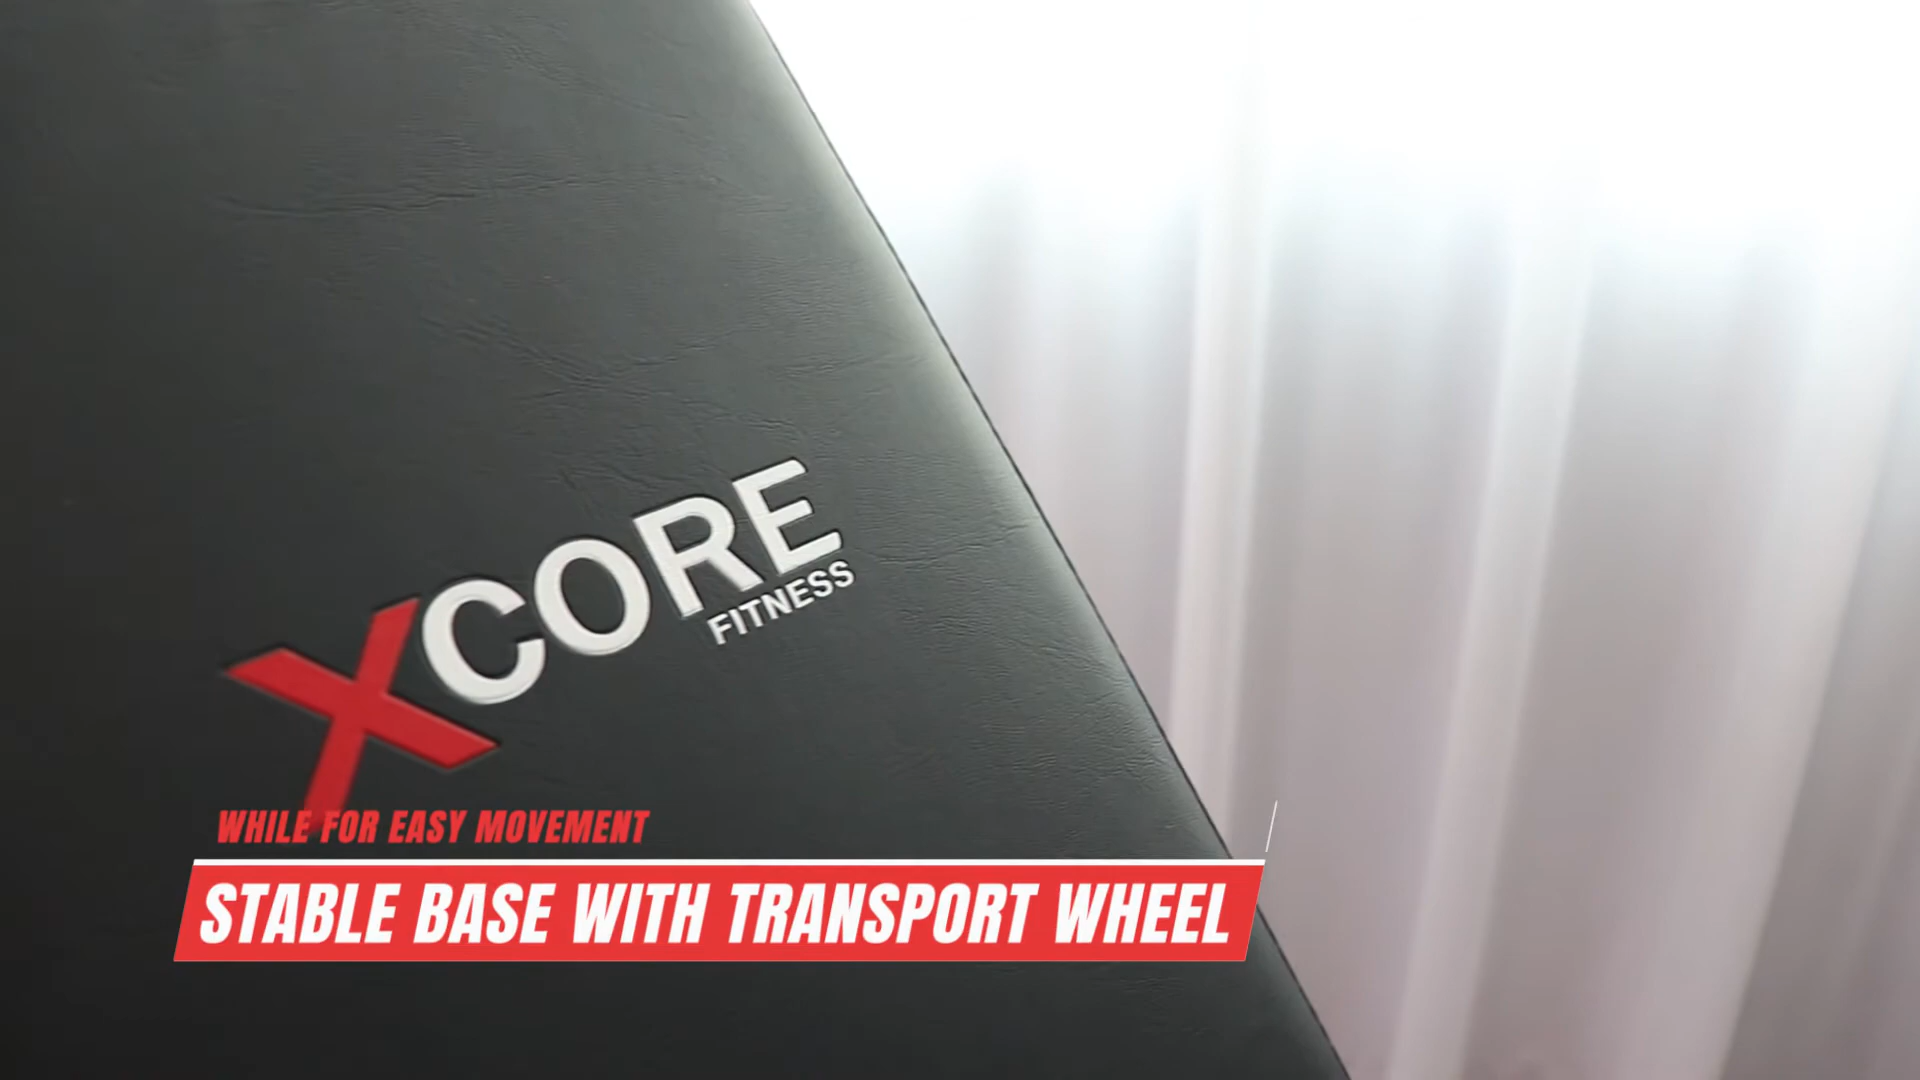 XCORE
FITNESS
WHILE FOR EASY MOVEMENT
STABLE BASE WITH TRANSPORT WHEEL